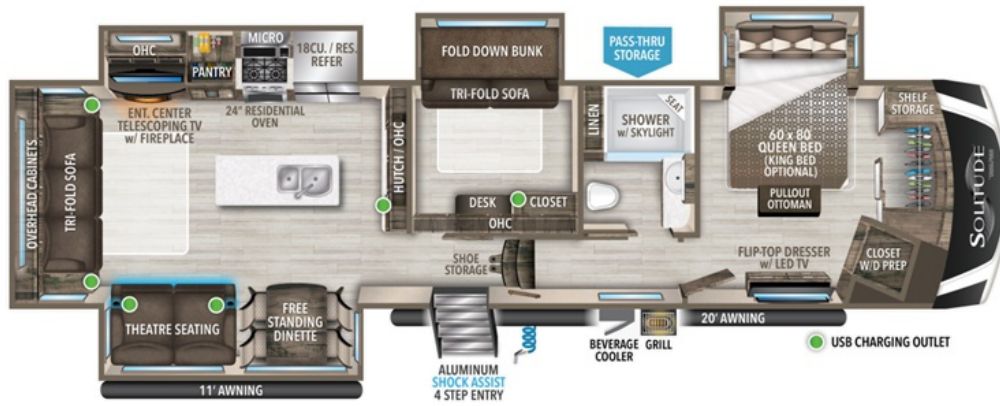 OHC
PANTRY
MICRO
18CU. / RES.
REFER
ENT. CENTER
TELESCOPING TV
w/ FIREPLACE
24" RESIDENTIAL
OVEN
OVERHEAD CABINETS
TRI-FOLD SOFA
HUTCH / OHC
FOLD DOWN BUNK
TRI-FOLD SOFA
DESK
CLOSET
OHC
SHOE
STORAGE
PASS-THRU
STORAGE
LINEN
SEAT
SHOWER
w/ SKYLIGHT
60 x 80
QUEEN BED
(KING BED
OPTIONAL)
PULLOUT
OTTOMAN
SHELF
STORAGE
SOLITUDE
CLOSET
W/D PREP
FLIP-TOP DRESSER
w/ LED TV
THEATRE SEATING
FREE
STANDING
DINETTE
11' AWNING
ALUMINUM
SHOCK ASSIST
4 STEP ENTRY
BEVERAGE
COOLER
GRILL
20' AWNING
USB CHARGING OUTLET